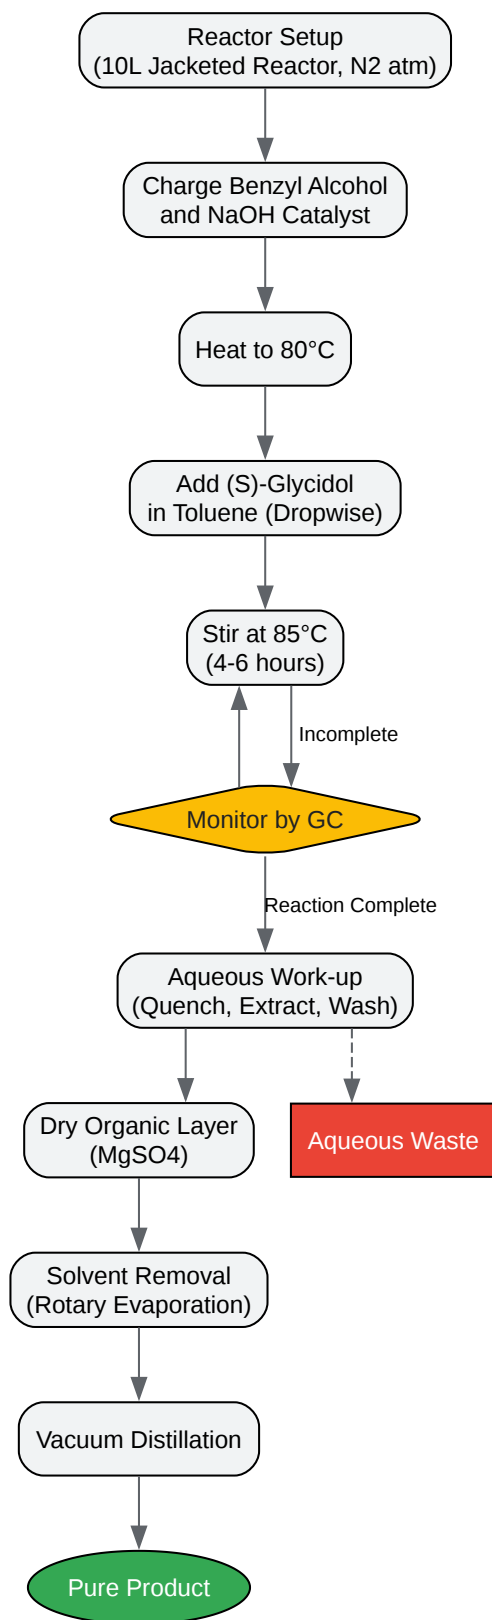 Reactor Setup
(10L Jacketed Reactor, N2 atm)
Charge Benzyl Alcohol
and NaOH Catalyst
Heat to 80°C
Add (S)-Glycidol
in Toluene (Dropwise)
Stir at 85°C
(4-6 hours)
Incomplete
Monitor by GC
Reaction Complete
Aqueous Work-up
(Quench, Extract, Wash)
Dry Organic Layer
(MgSO4)
Aqueous Waste
Solvent Removal
(Rotary Evaporation)
Vacuum Distillation
Pure Product